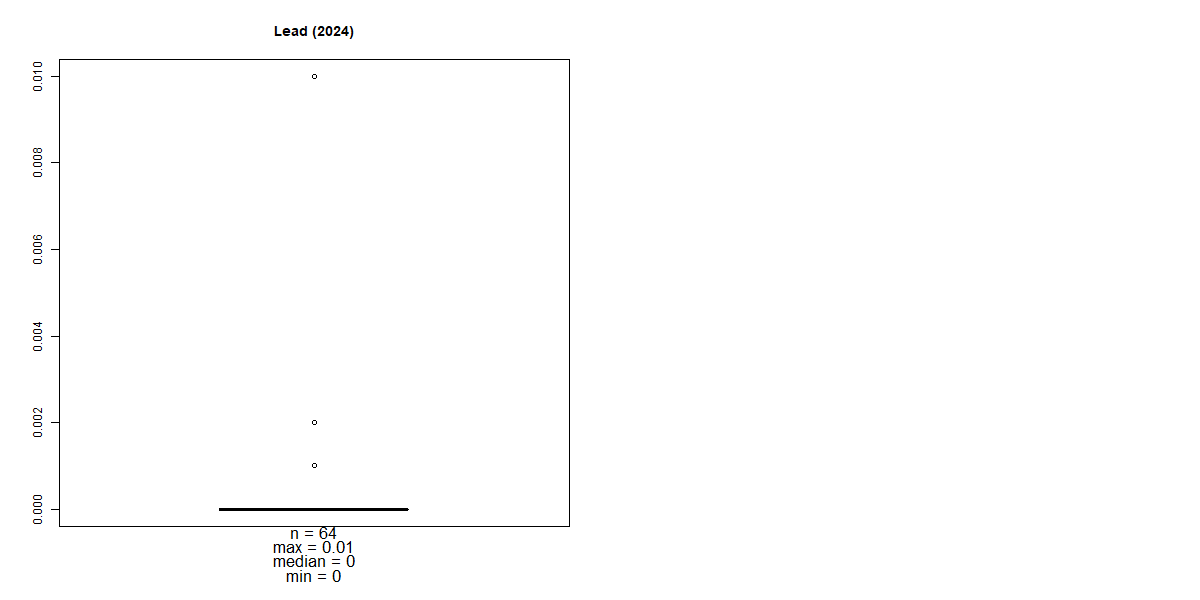 Lead (2024)
0.010
0.008
0.006
0.004
0.002
0.000
n = 64
max = 0.01
median = 0
min = 0